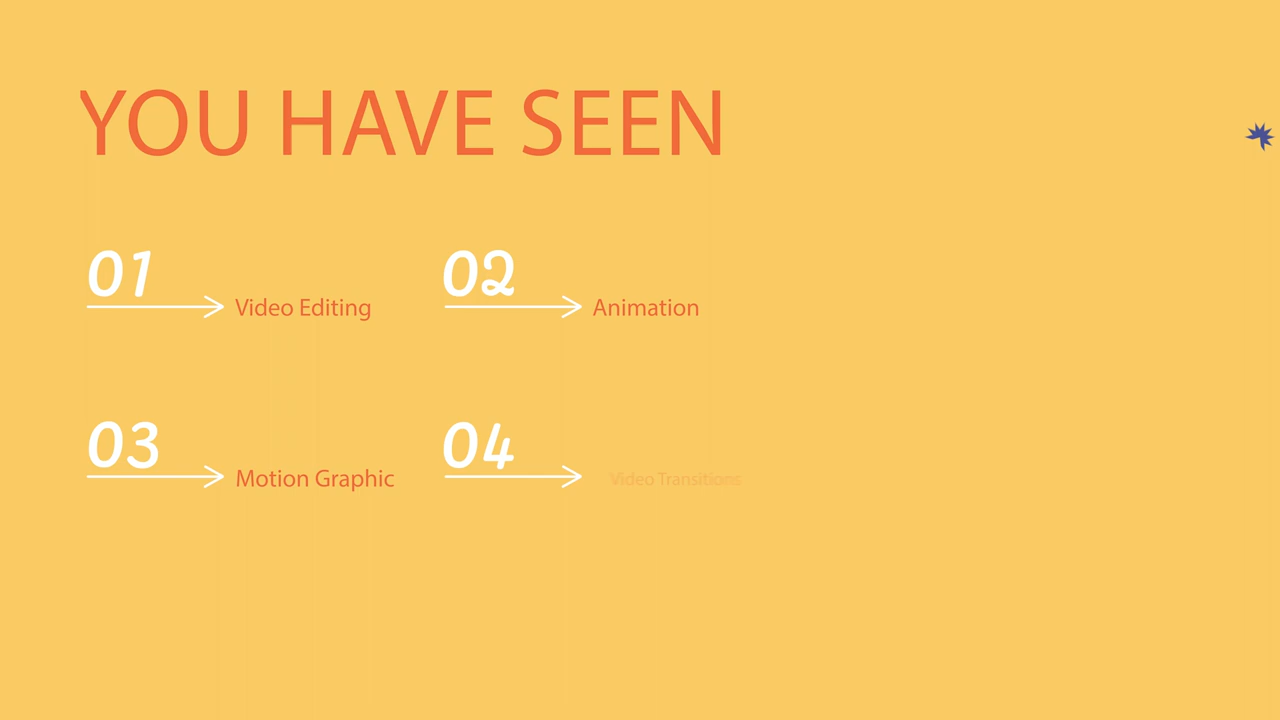 YOU HAVE SEEN
01
Video Editing
02
Animation
03
Motion Graphic
04
Video Transitions